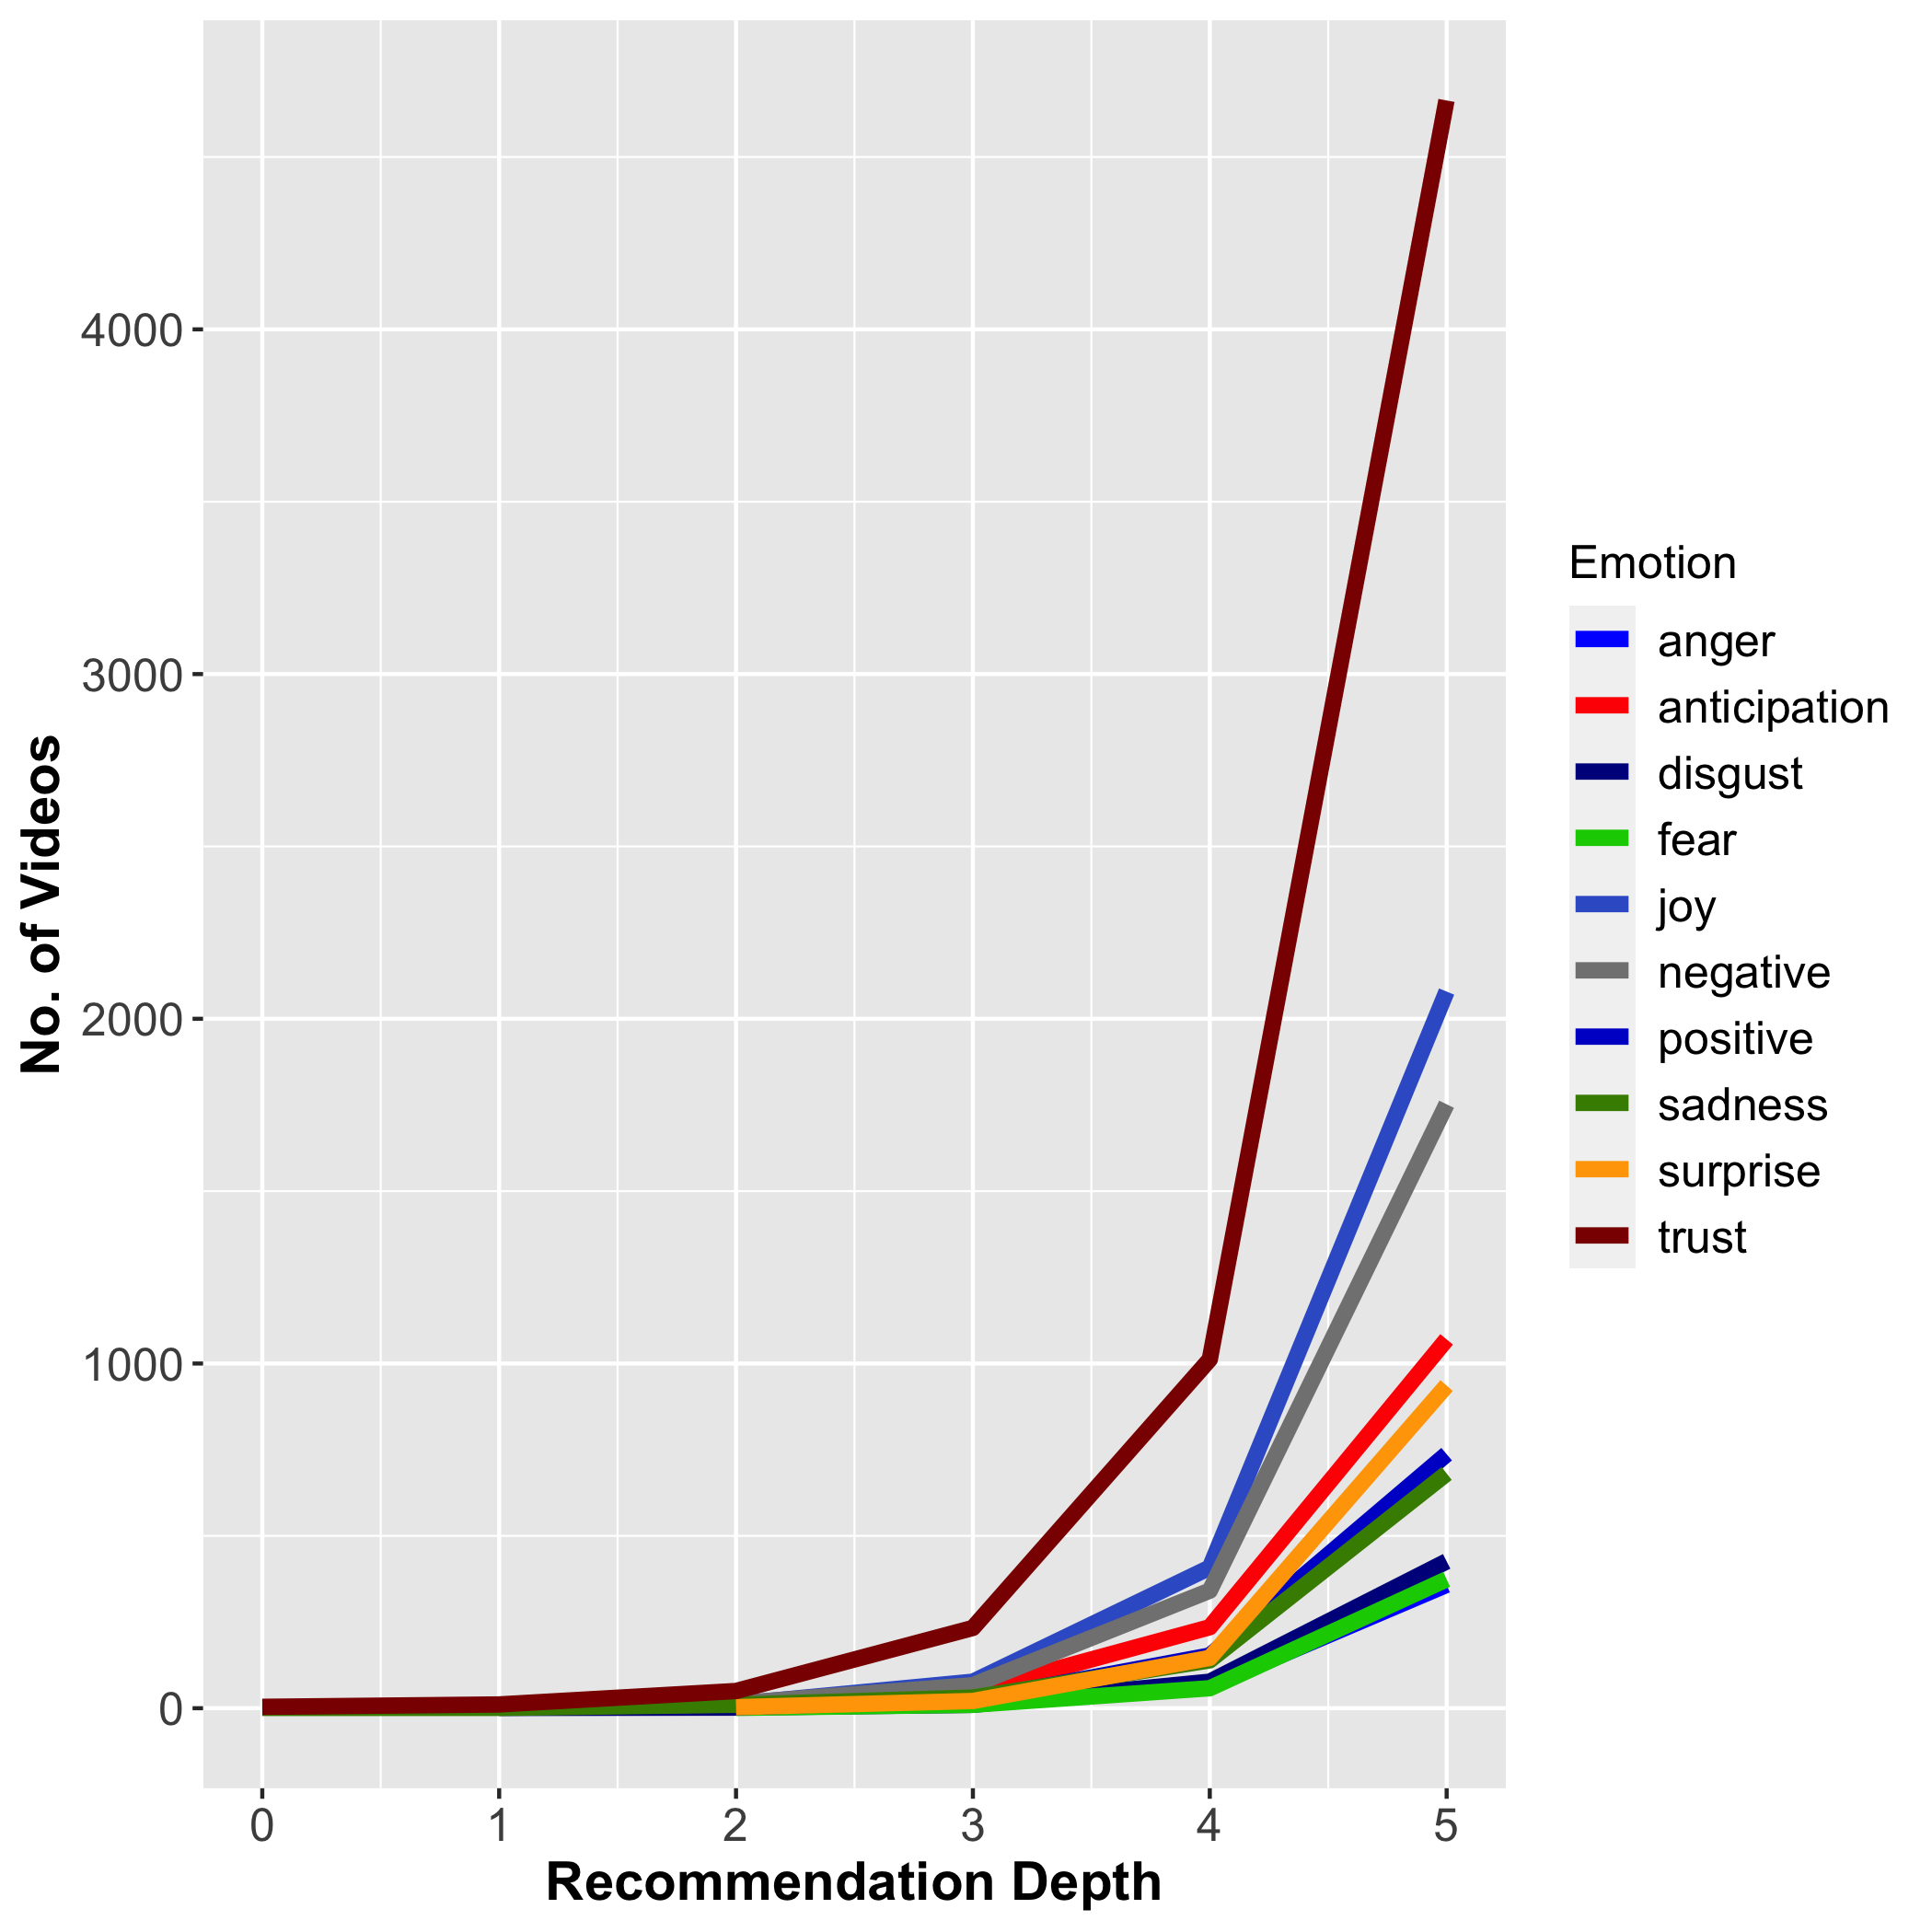 No. of Videos
4000
3000
2000
1000
0
0 1 2 3 4 5
Recommendation Depth
Emotion
anger
anticipation
disgust
fear
joy
negative
positive
sadness
surprise
trust